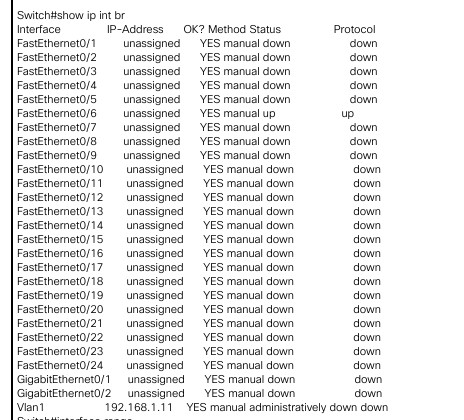 Switch#show ip int br
Interface IP-Address OK? Method Status Protocol
FastEthernet0/1 unassigned YES manual down down
FastEthernet0/2 unassigned YES manual down down
FastEthernet0/3 unassigned YES manual down down
FastEthernet0/4 unassigned YES manual down down
FastEthernet0/5 unassigned YES manual down down
FastEthernet0/6 unassigned YES manual up up
FastEthernet0/7 unassigned YES manual down down
FastEthernet0/8 unassigned YES manual down down
FastEthernet0/9 unassigned YES manual down down
FastEthernet0/10 unassigned YES manual down down
FastEthernet0/11 unassigned YES manual down down
FastEthernet0/12 unassigned YES manual down down
FastEthernet0/13 unassigned YES manual down down
FastEthernet0/14 unassigned YES manual down down
FastEthernet0/15 unassigned YES manual down down
FastEthernet0/16 unassigned YES manual down down
FastEthernet0/17 unassigned YES manual down down
FastEthernet0/18 unassigned YES manual down down
FastEthernet0/19 unassigned YES manual down down
FastEthernet0/20 unassigned YES manual down down
FastEthernet0/21 unassigned YES manual down down
FastEthernet0/22 unassigned YES manual down down
FastEthernet0/23 unassigned YES manual down down
FastEthernet0/24 unassigned YES manual down down
GigabitEthernet0/1 unassigned YES manual down down
GigabitEthernet0/2 unassigned YES manual down down
Vlan1 192.168.1.11 YES manual administratively down down